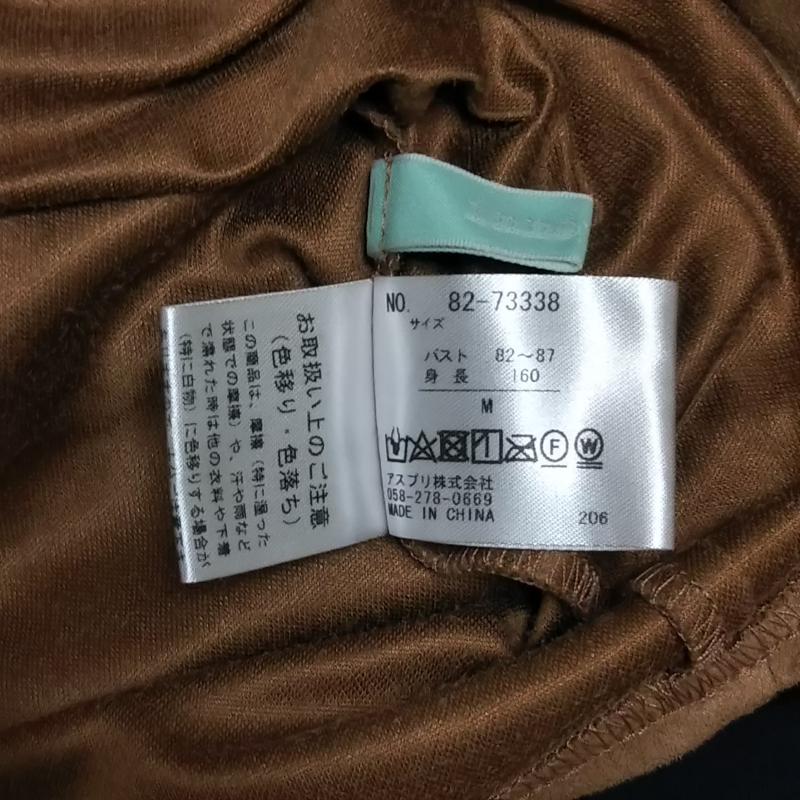 NO. 82-73338
サイズ
バスト 82～87
身長 160
M
F W
アスプリ株式会社
058-278-0669
MADE IN CHINA 206
お取扱い上のご注意
(色移り・色落ち)
この商品は、摩擦(特に湿った
状態での摩擦)や、汗や雨など
で濡れた時は他の衣料や下着
(特に白物)に色移りする場合が